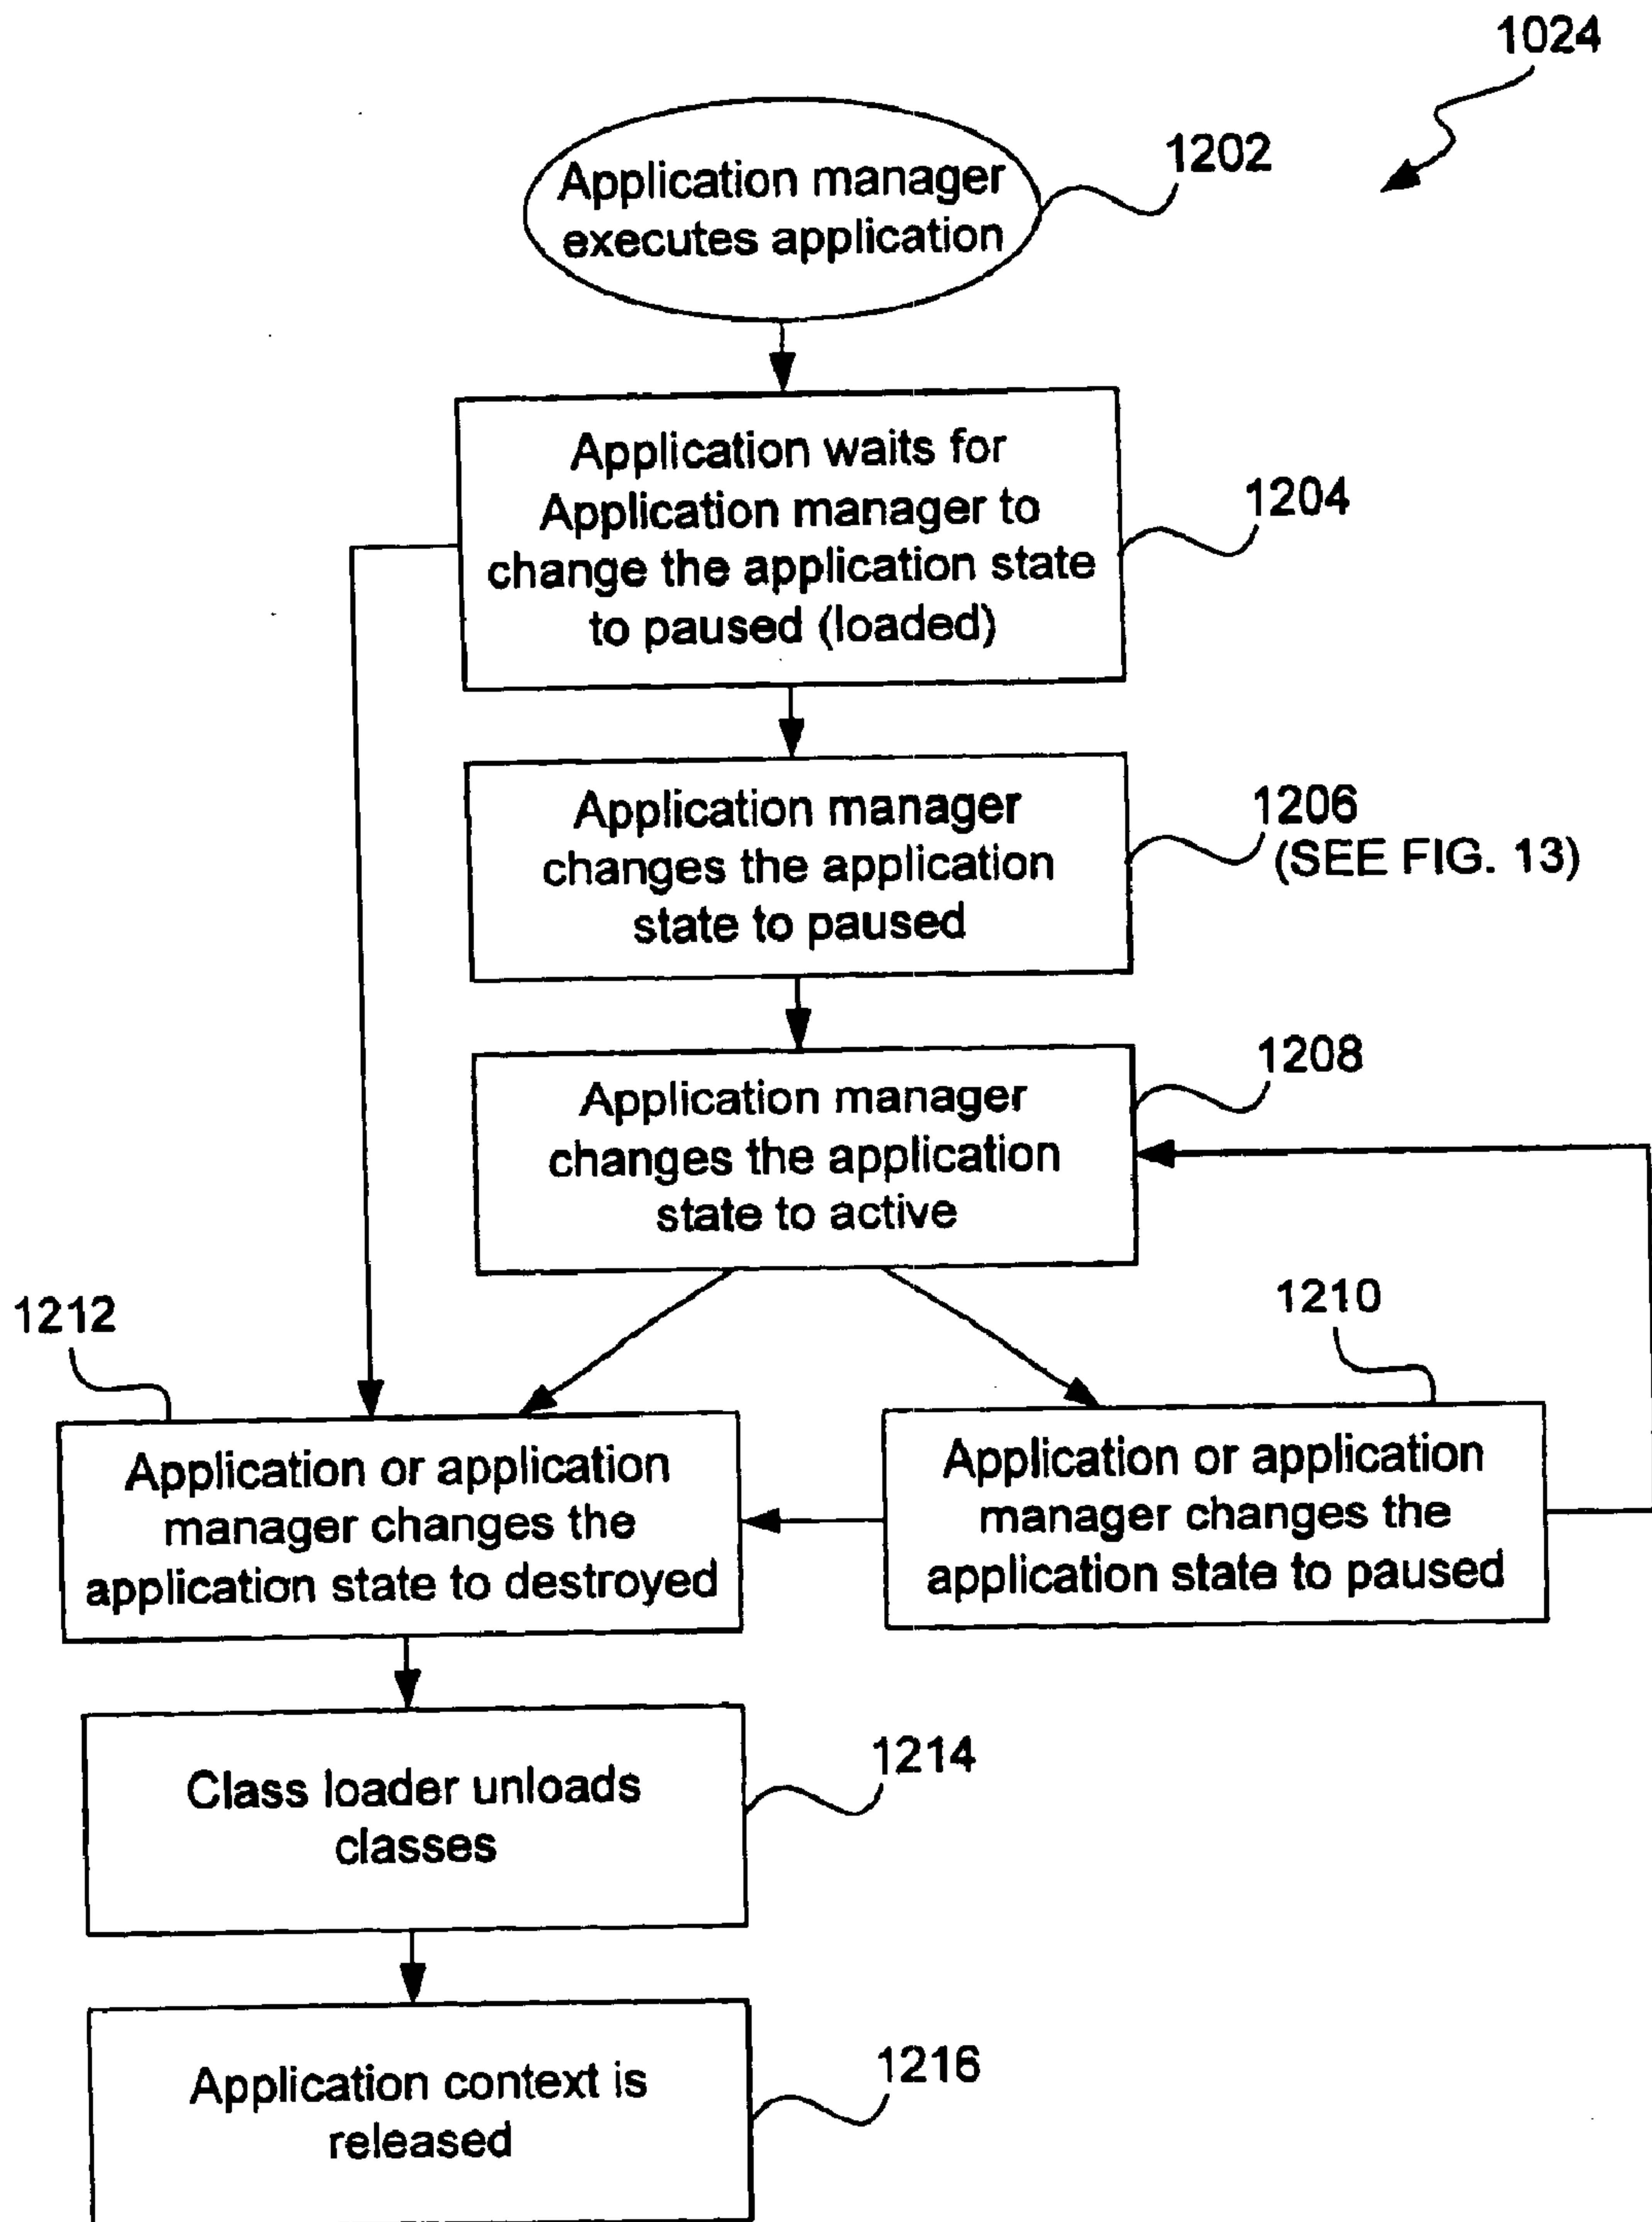 1024
1202
Application manager
executes application
Application waits for
Application manager to
change the application state
to paused (loaded)
1204
Application manager
changes the application
state to paused
1206
(SEE FIG. 13)
Application manager
changes the application
state to active
1208
1212
1210
Application or application
manager changes the
application state to destroyed
Application or application
manager changes the
application state to paused
Class loader unloads
classes
1214
Application context is
released
1216